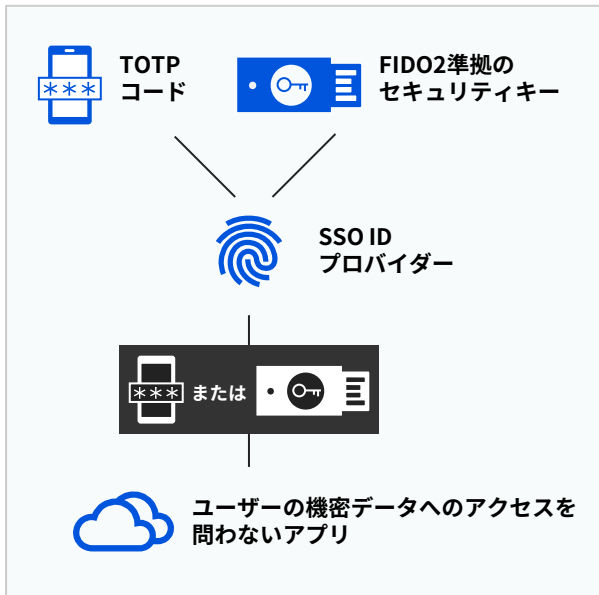 TOTP
コード
FIDO2準拠の
セキュリティキー
SSO ID
プロバイダー
*** または
ユーザーの機密データへのアクセスを
問わないアプリ